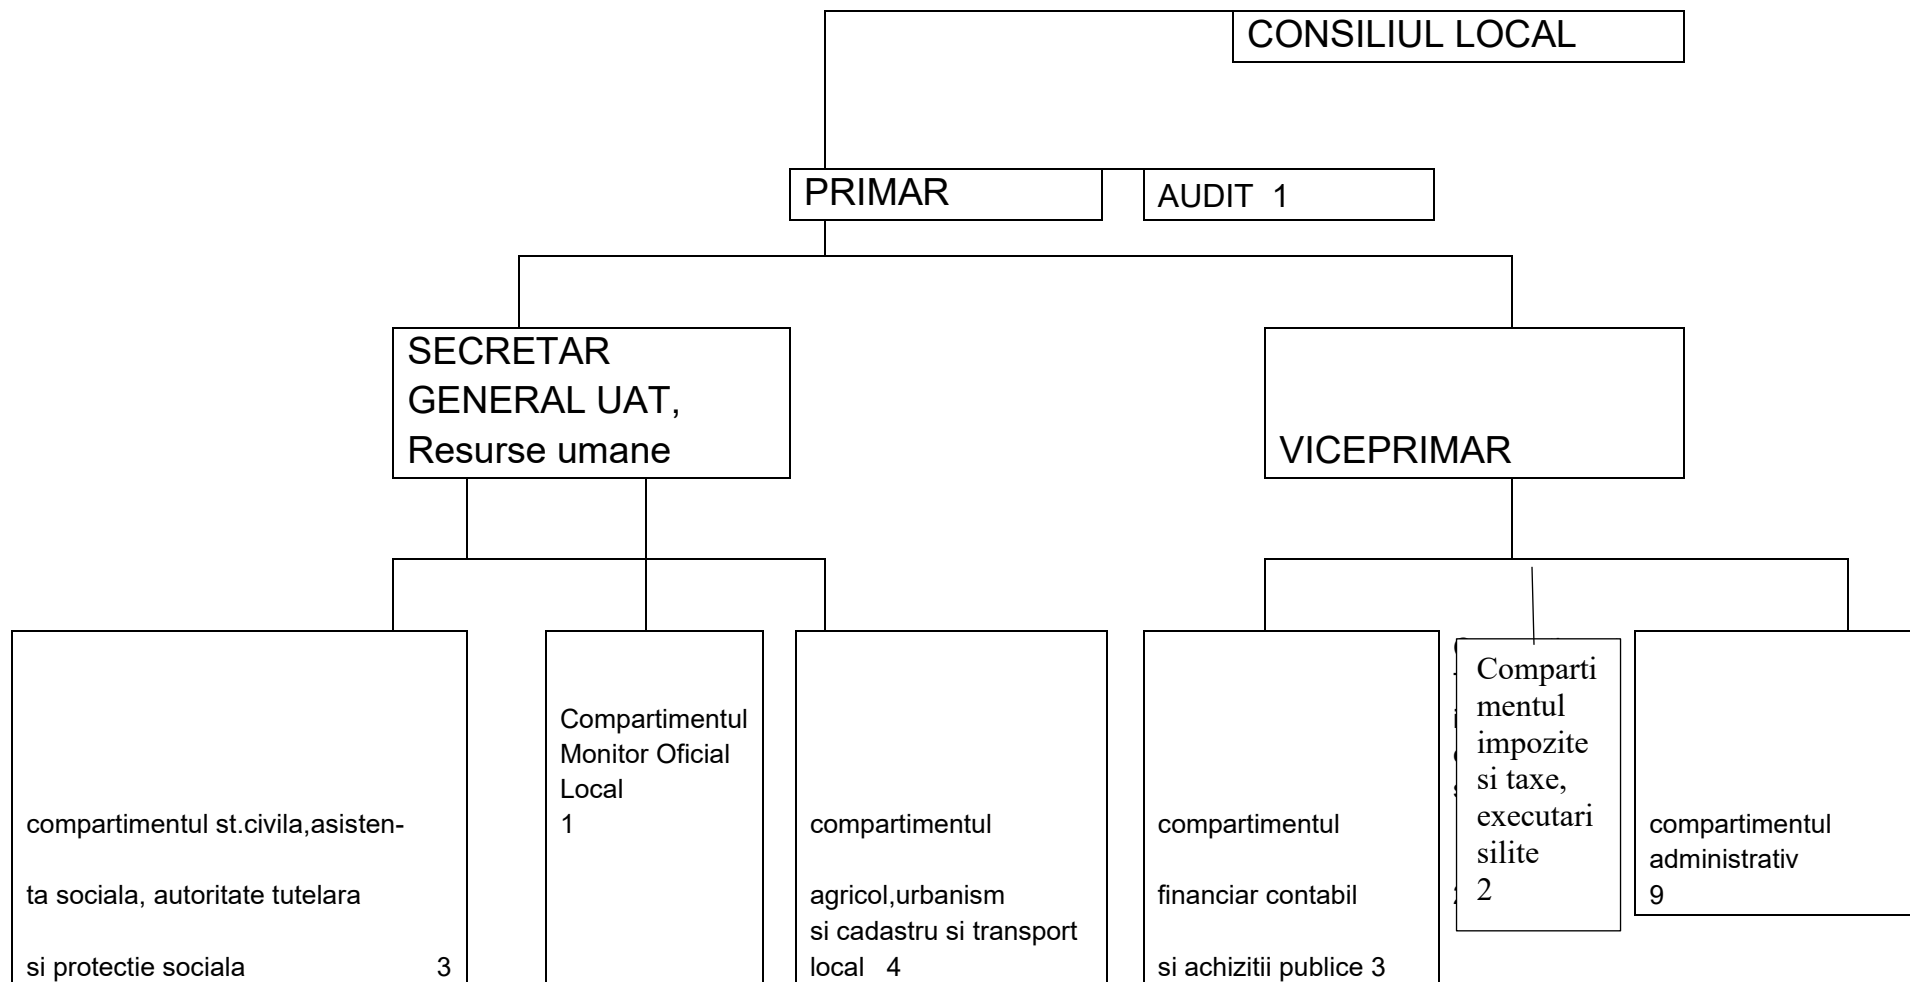 CONSILIUL LOCAL
PRIMAR
AUDIT 1
SECRETAR
GENERAL UAT,
Resurse umane
VICEPRIMAR
compartimentul st.civila,asisten-
ta sociala, autoritate tutelara
si protectie sociala 3
Compartimentul
Monitor Oficial
Local
1
compartimentul
agricol,urbanism
si cadastru si transport
local 4
compartimentul
financiar contabil
si achizitii publice 3
Comparti
mentul
impozite
si taxe,
executari
silite
2
compartimentul
administrativ
9